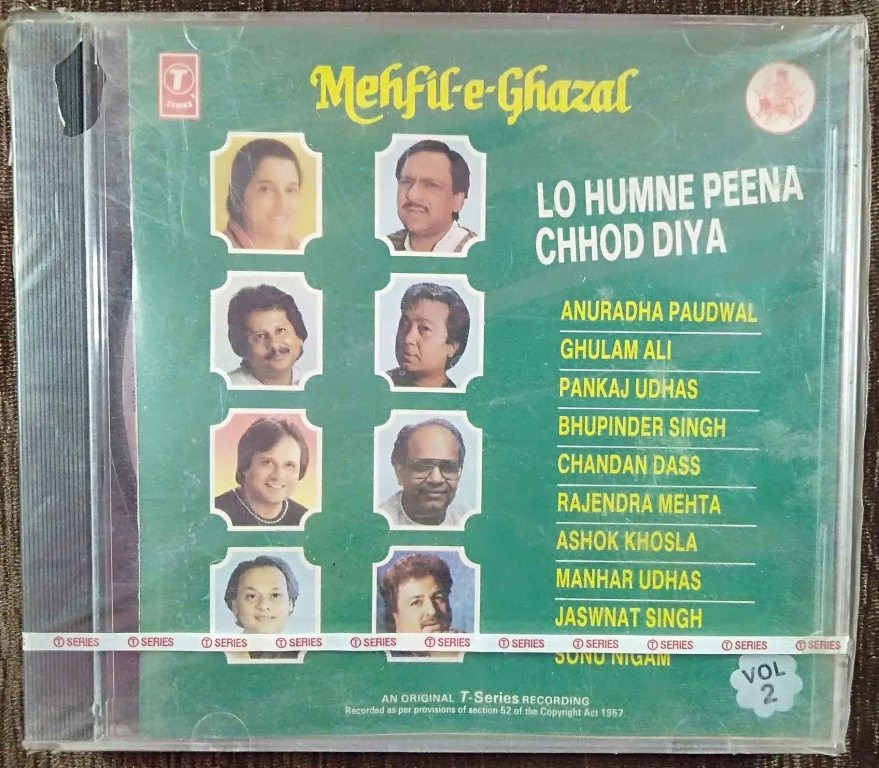 T
SERIES
Mehfil-e-Ghazal
LO HUMNE PEENA
CHHOD DIYA
ANURADHA PAUDWAL
GHULAM ALI
PANKAJ UDHAS
BHUPINDER SINGH
CHANDAN DASS
RAJENDRA MEHTA
ASHOK KHOSLA
MANHAR UDHAS
JASWNAT SINGH
T SERIES T SERIES T SERIES T SERIES T SERIES T SERIES T SERIES T SERIES T SERIES T SERIES T SERIES
SONU NIGAM
VOL
2
AN ORIGINAL T-Series RECORDING
Recorded as per provisions of section 52 of the Copyright Act 1957.